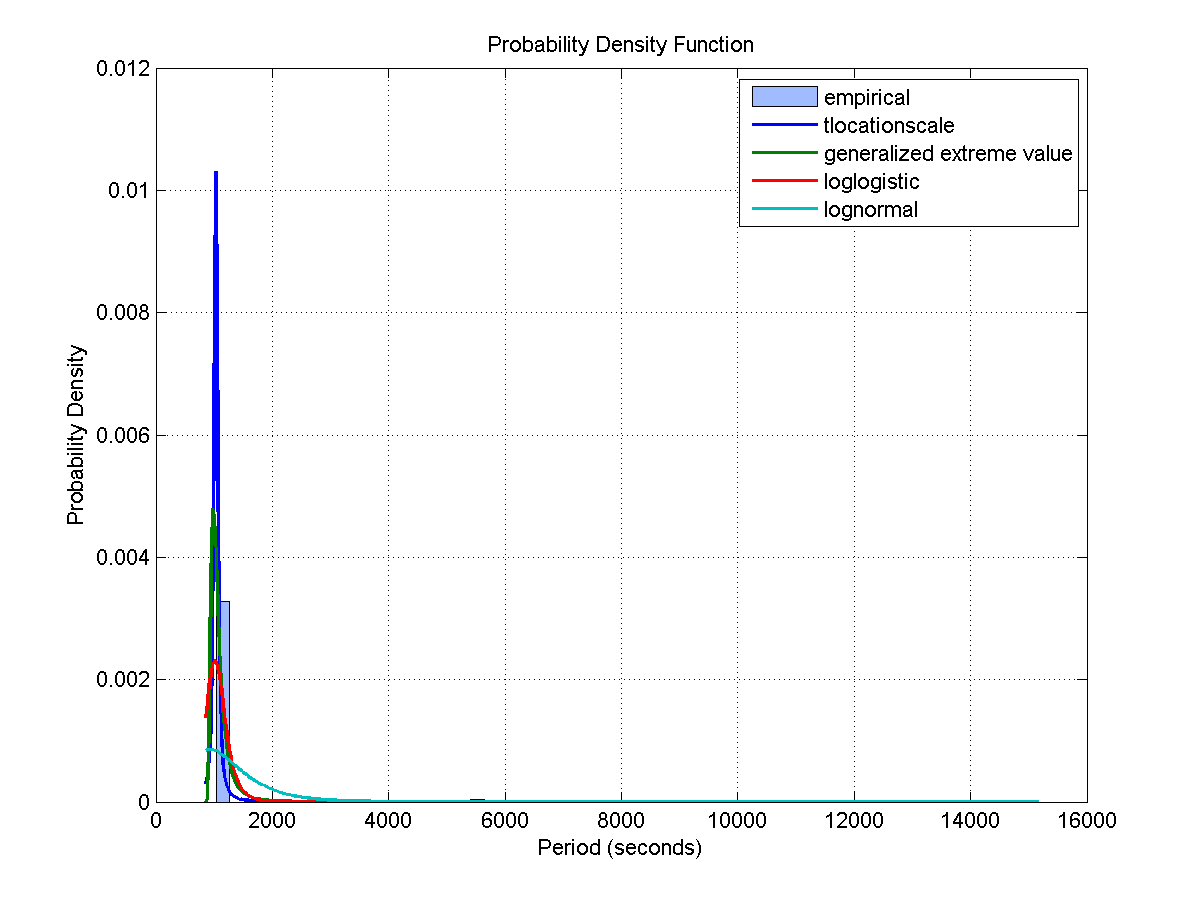 Probability Density Function
0.012
0.01
0.008
0.006
0.004
0.002
0
Probability Density
empirical
tlocationscale
generalized extreme value
loglogistic
lognormal
0 2000 4000 6000 8000 10000 12000 14000 16000
Period (seconds)